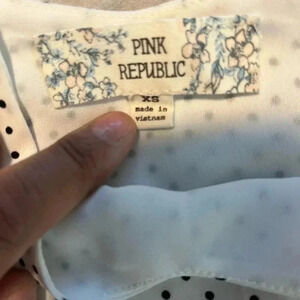 PINK
REPUBLIC
XS
made in
vietnam